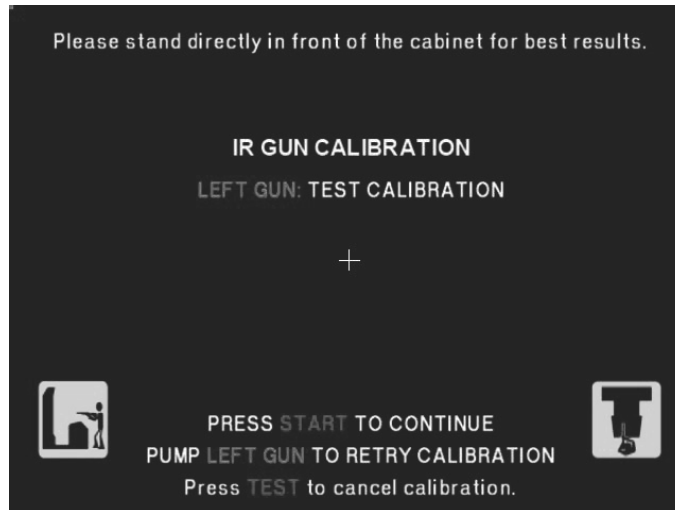 Please stand directly in front of the cabinet for best results.
IR GUN CALIBRATION
LEFT GUN: TEST CALIBRATION
PRESS START TO CONTINUE
PUMP LEFT GUN TO RETRY CALIBRATION
Press TEST to cancel calibration.